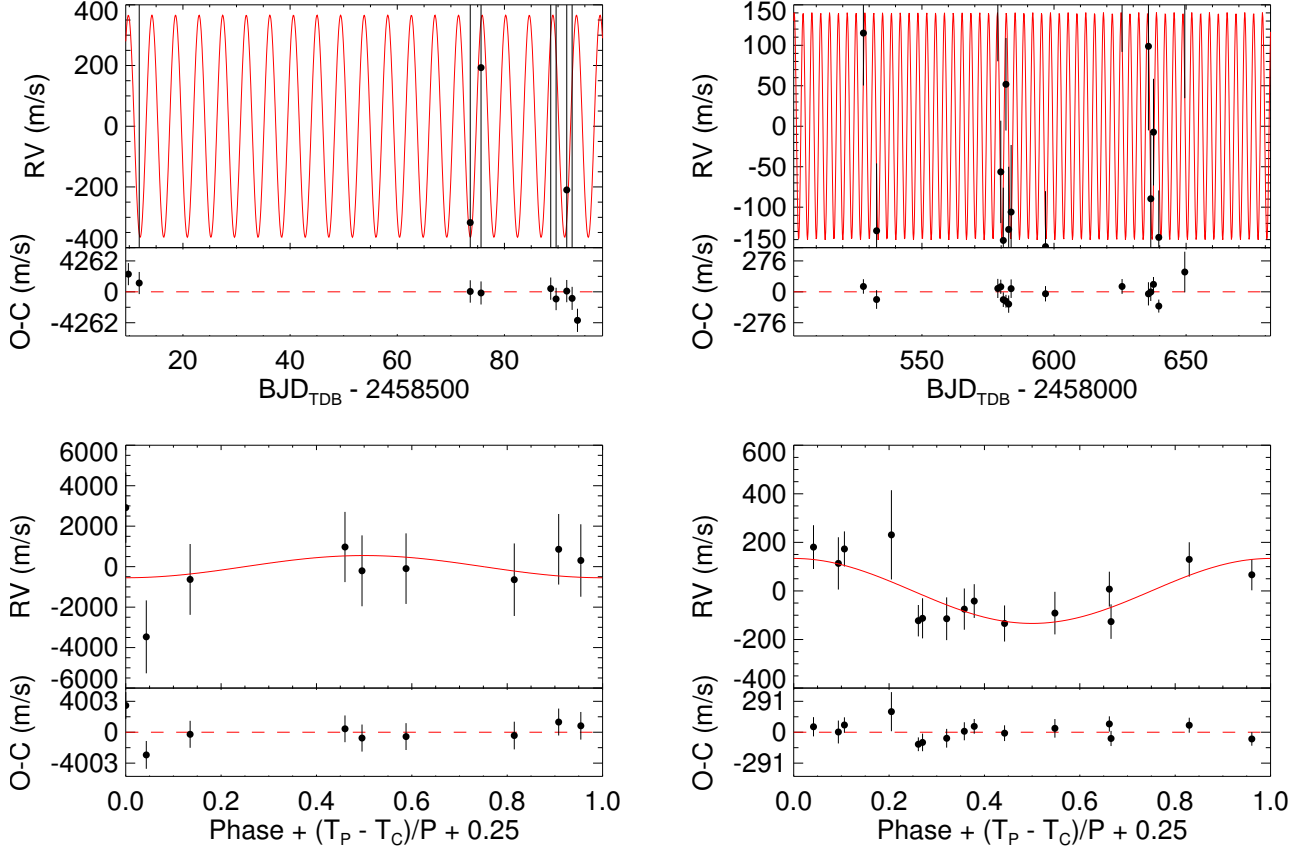 400
200
0
-200
-400
RV (m/s)
4262
0
-4262
O-C (m/s)
20 40 60 80
BJD_TDB - 2458500
150
100
50
0
-50
-100
-150
RV (m/s)
276
0
-276
O-C (m/s)
550 600 650
BJD_TDB - 2458000
6000
4000
2000
0
-2000
-4000
-6000
RV (m/s)
4003
0
-4003
O-C (m/s)
0.0 0.2 0.4 0.6 0.8 1.0
Phase + (T_P - T_C)/P + 0.25
600
400
200
0
-200
-400
RV (m/s)
291
0
-291
O-C (m/s)
0.0 0.2 0.4 0.6 0.8 1.0
Phase + (T_P - T_C)/P + 0.25